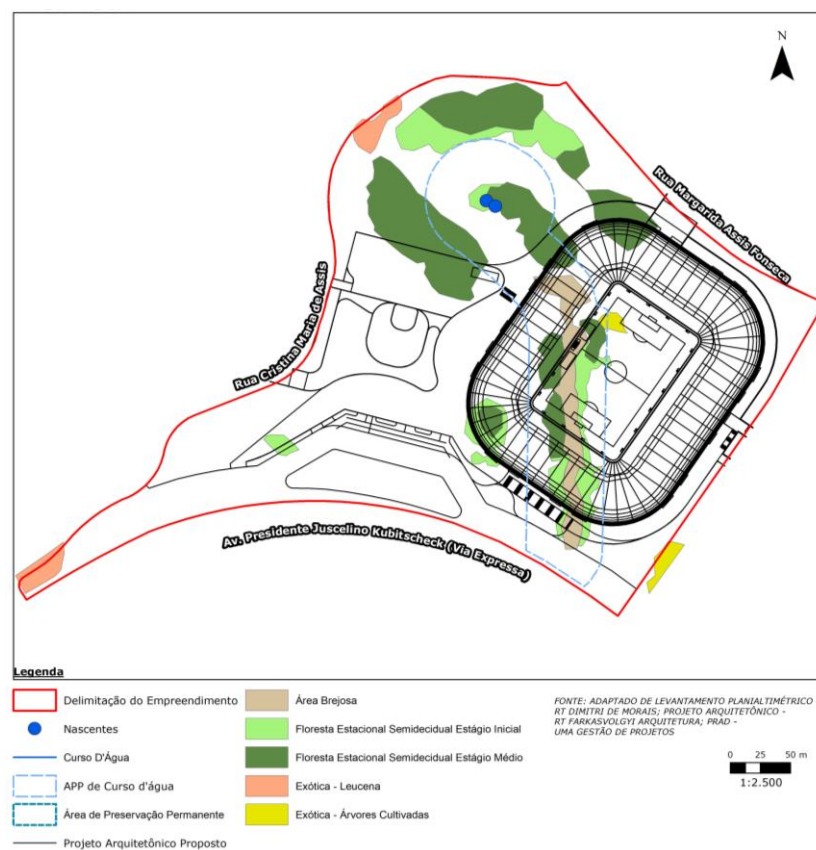 N
Rua Margarida Assis Fonseca
Rua Cristina Maria de Assis
Av. Presidente Juscelino Kubitscheck (Via Expressa)
Legenda
Delimitação do Empreendimento
Nascentes
Curso D'Água
APP de Curso d'água
Área de Preservação Permanente
Projeto Arquitetônico Proposto
Área Brejosa
Floresta Estacional Semidecidual Estágio Inicial
Floresta Estacional Semidecidual Estágio Médio
Exótica - Leucena
Exótica - Árvores Cultivadas
FONTE: ADAPTADO DE LEVANTAMENTO PLANIALTIMÉTRICO
RT DIMITRI DE MORAIS; PROJETO ARQUITETÔNICO -
RT FARKASVOLGYI ARQUITETURA; PRAD -
UMA GESTÃO DE PROJETOS
0 25 50 m
1:2.500